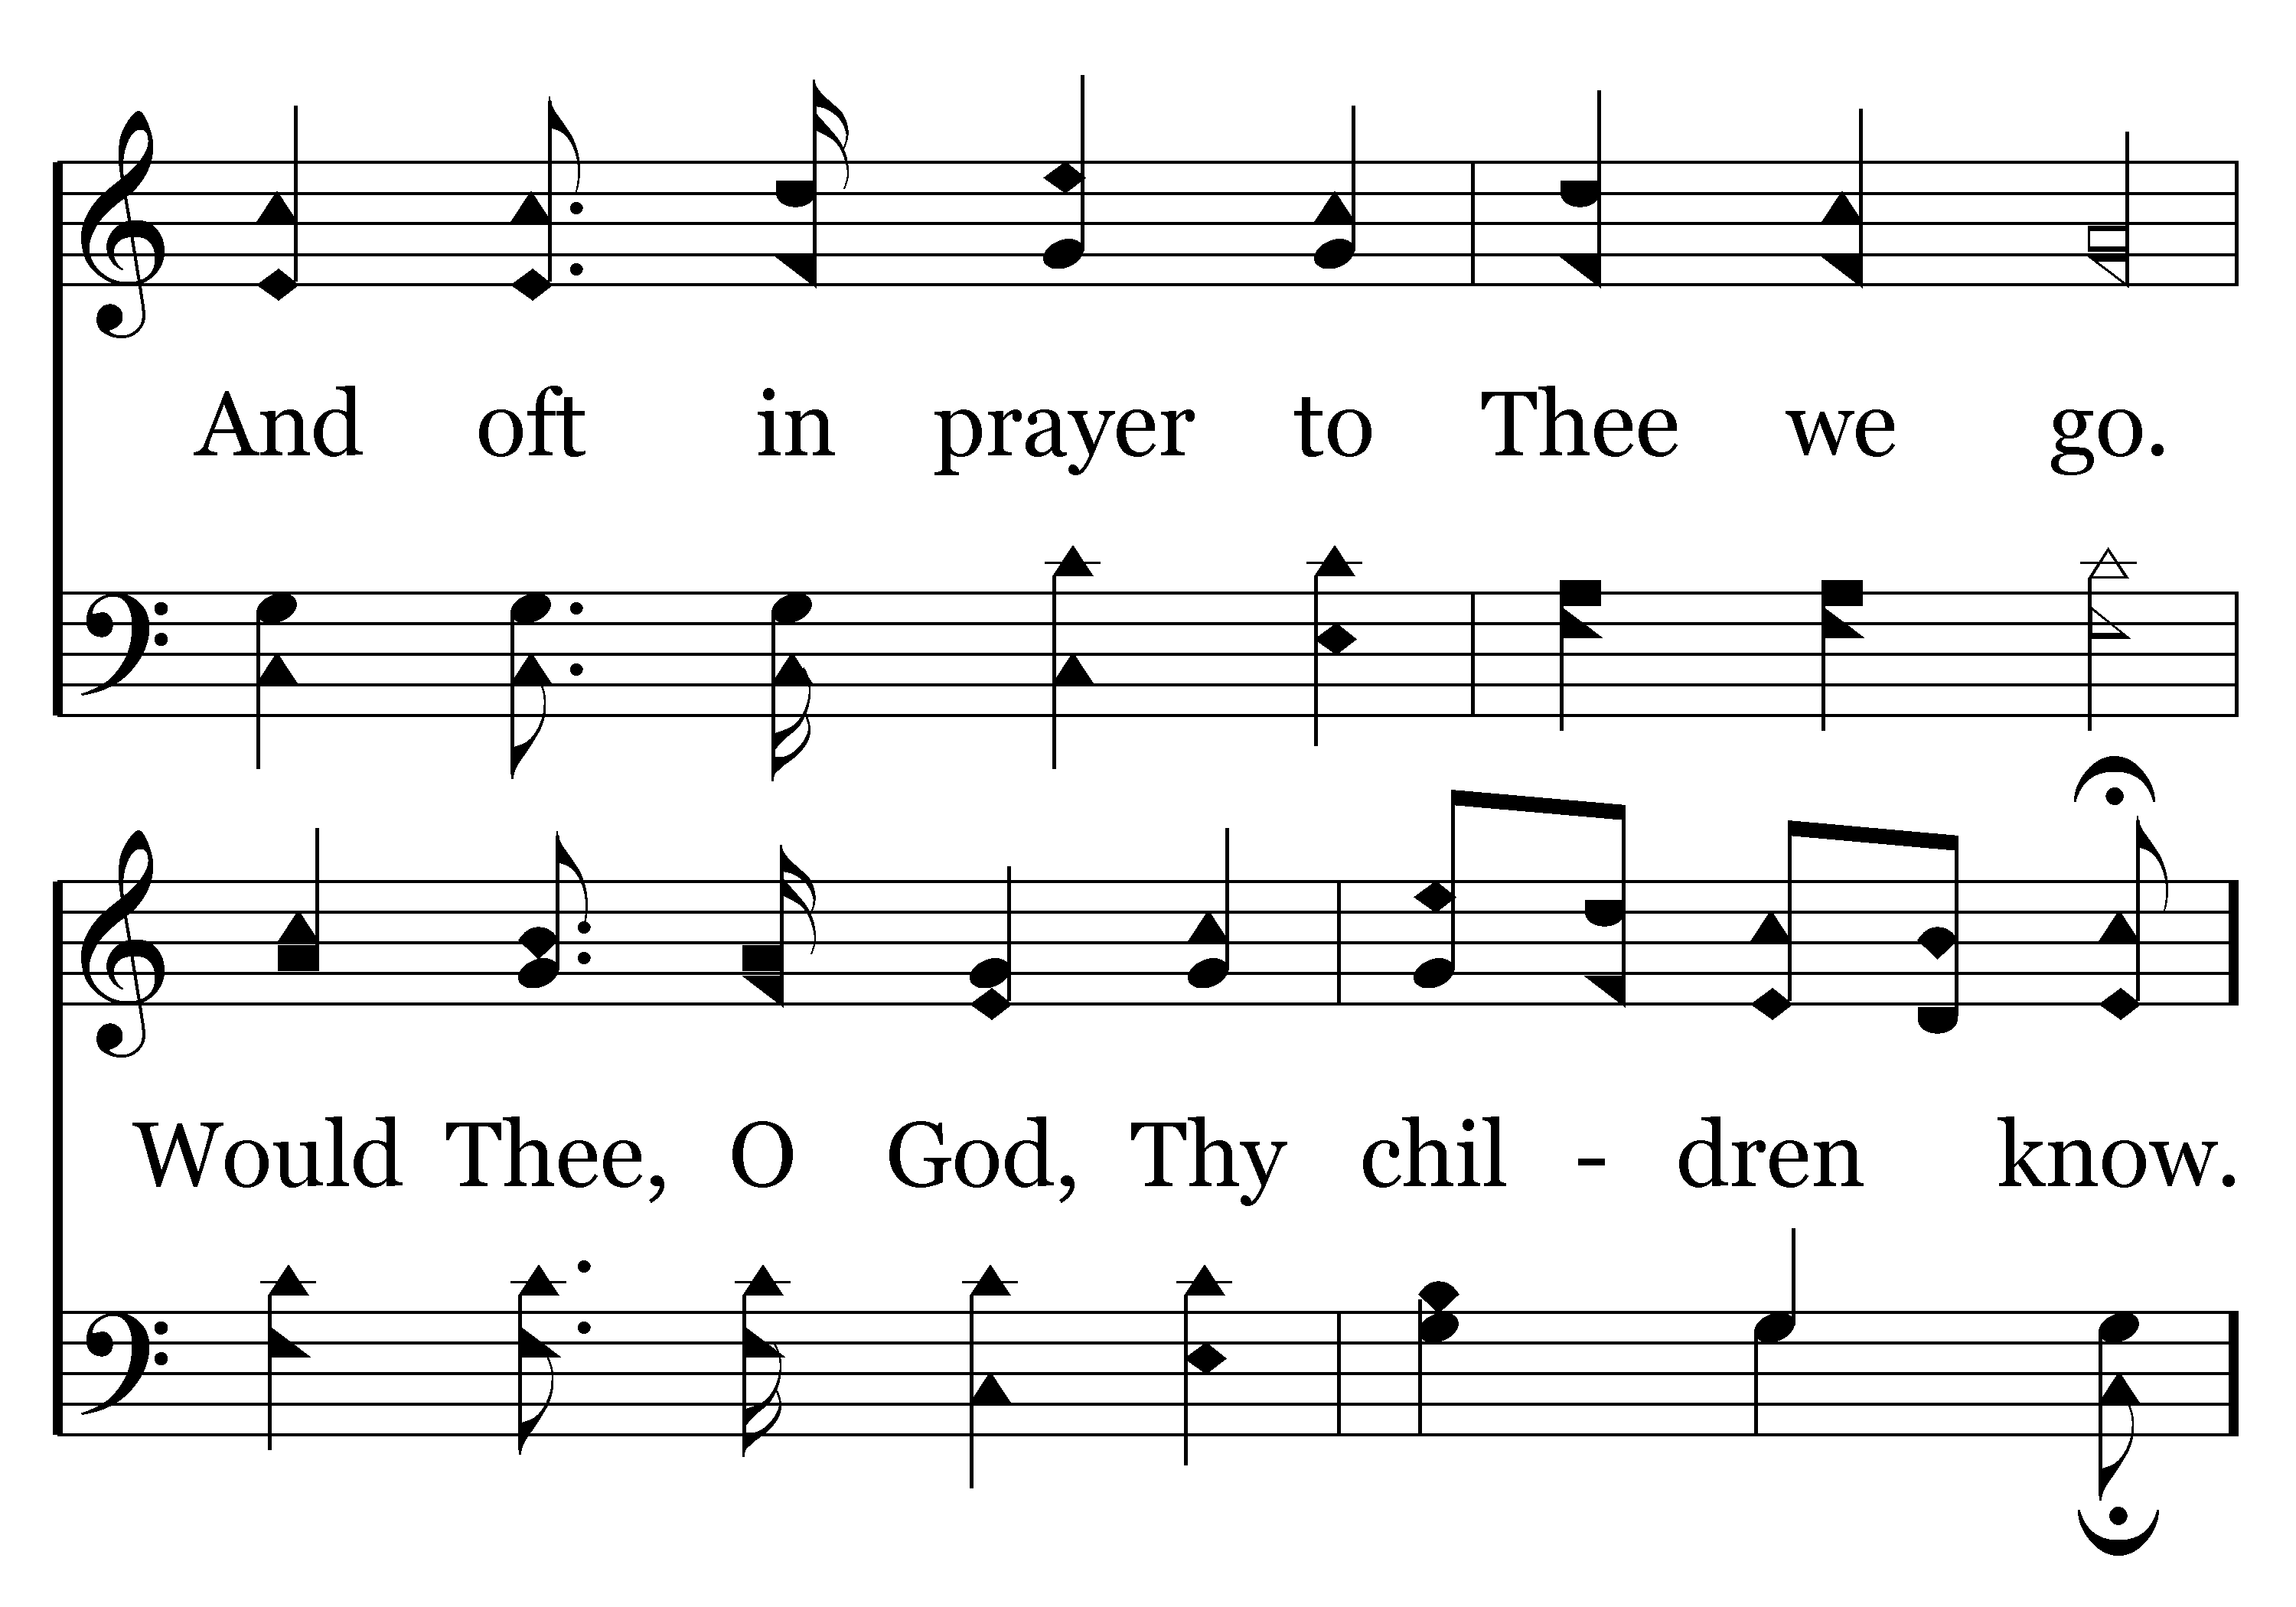 And oft in prayer to Thee we go.
Would Thee, O God, Thy chil - dren know.